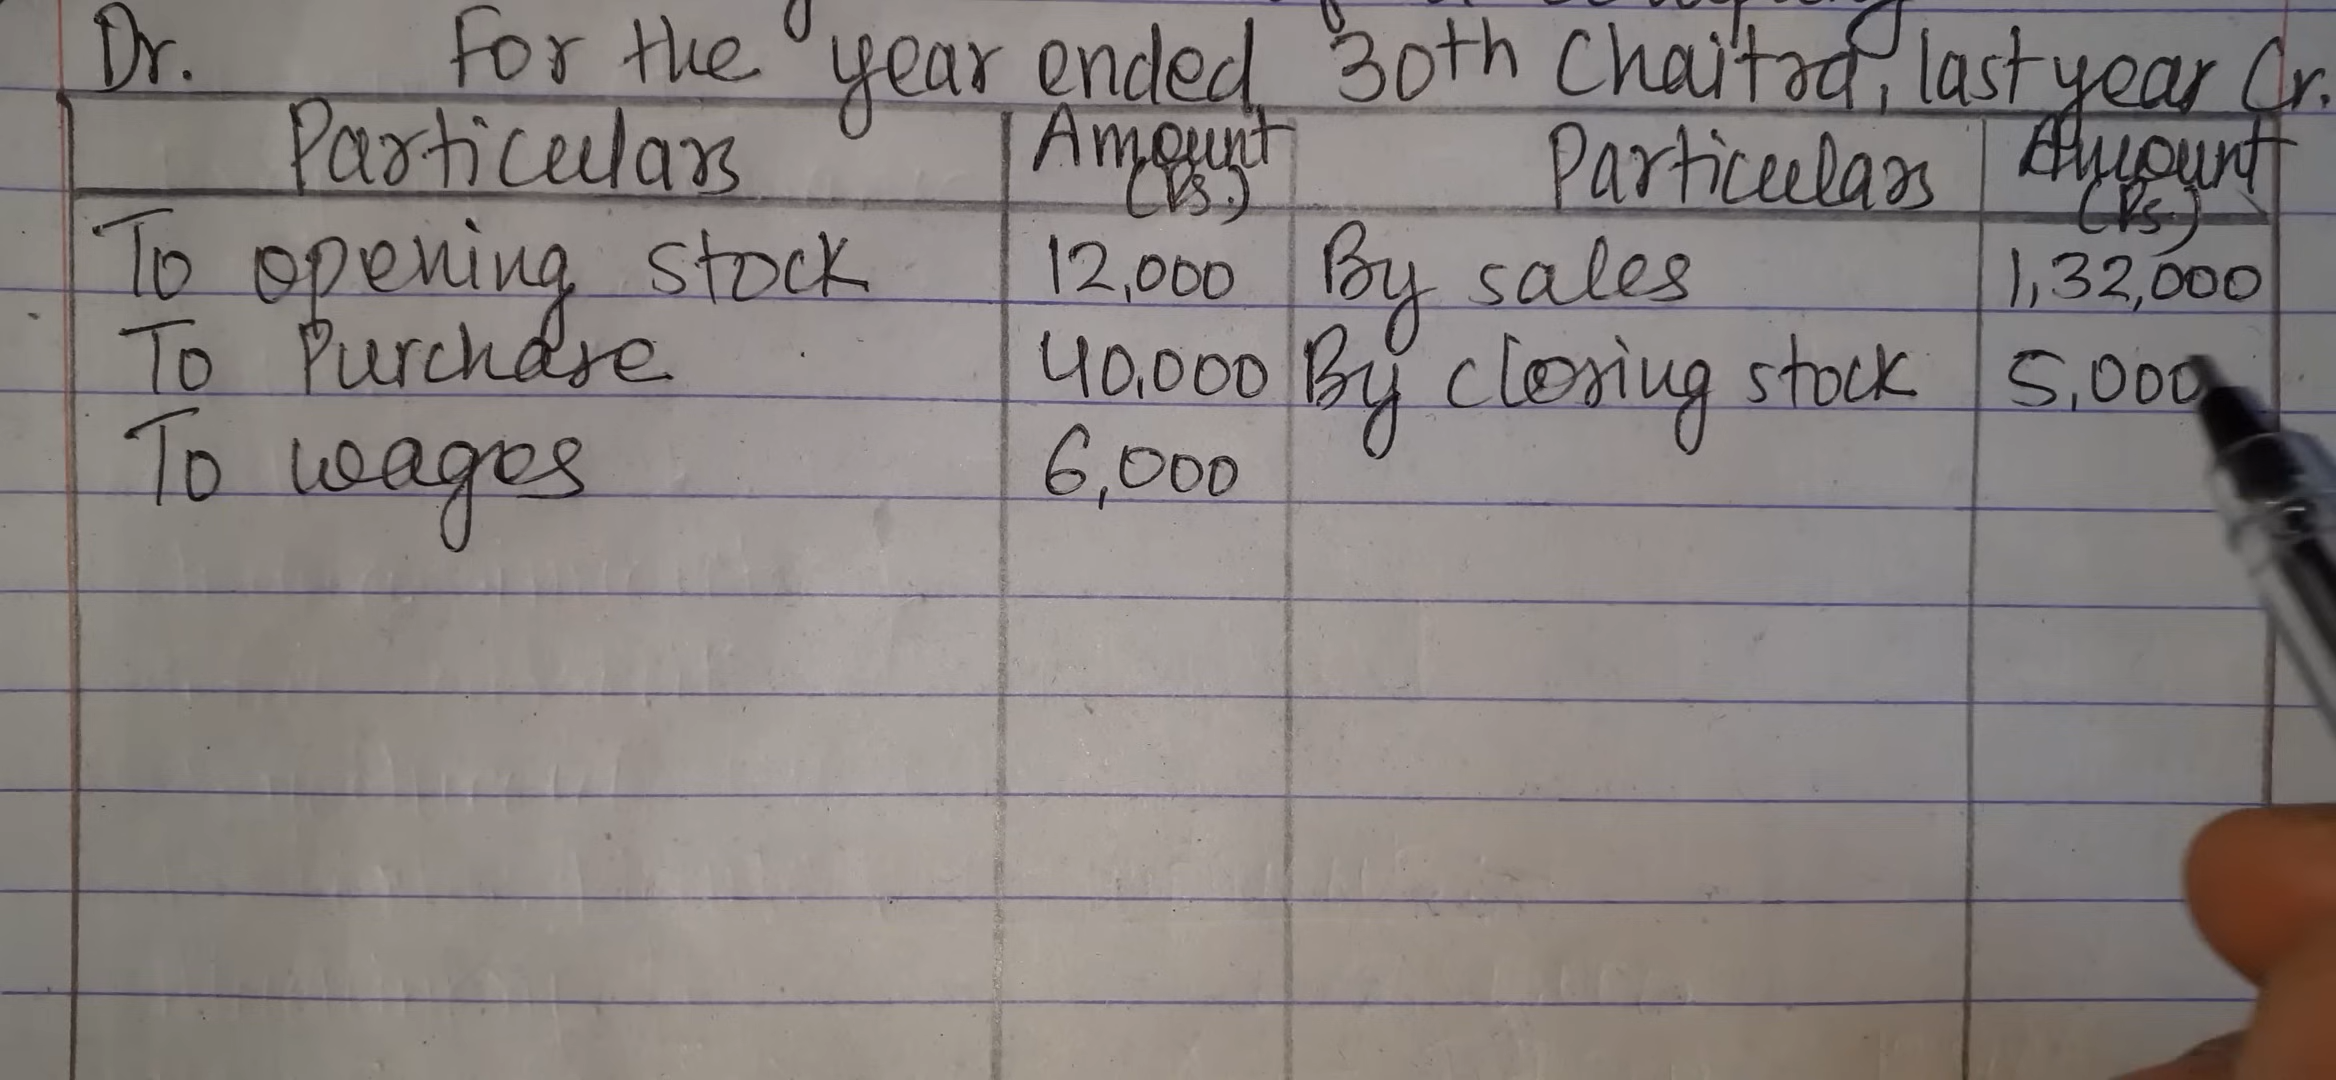 Dr. For the year ended 30th Chaitra, last year Cr.
Particulars Amount (Rs.) Particulars Amount (Rs.)
To opening stock 12,000 By sales 1,32,000
To Purchase 40,000 By closing stock 5,000
To wages 6,000